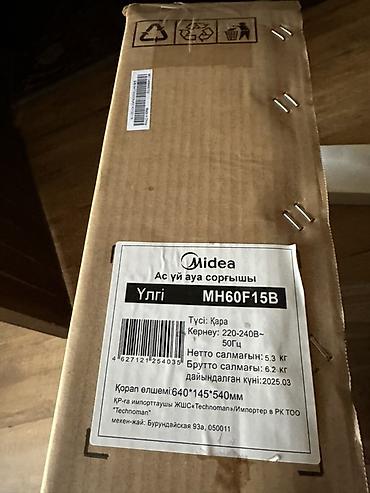 Midea
Ас үй ауа сорғышы
Үлгі MH60F15B
Түсі: Қара
Кернеу: 220-240В~
50Гц
Нетто салмағын: 5.3 кг
Брутто салмағы: 6.2 кг
дайындалған күні:2025.03
4627121254035
Қорап өлшемі:640*145*540мм
ҚР-ға импорттаушы ЖШС«Technoman»/Импортер в РК ТОО
"Technoman"
мекен-жай: Бурундайская 93а, 050011